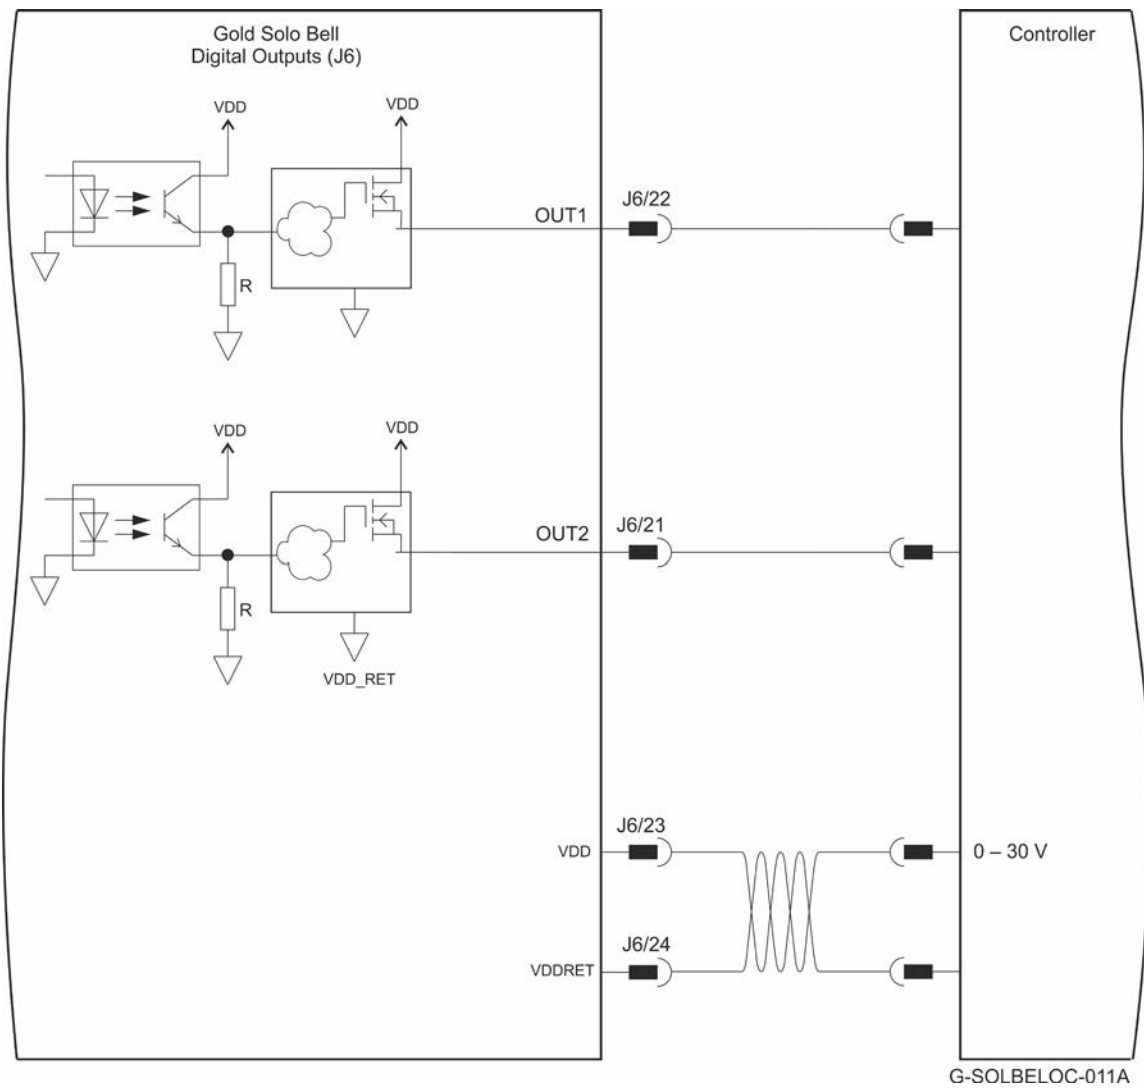 Gold Solo Bell
Digital Outputs (J6)
Controller
VDD
VDD
OUT1
J6/22
R
VDD
VDD
OUT2
J6/21
R
VDD_RET
VDD
J6/23
0 – 30 V
VDDRET
J6/24
G-SOLBELOC-011A